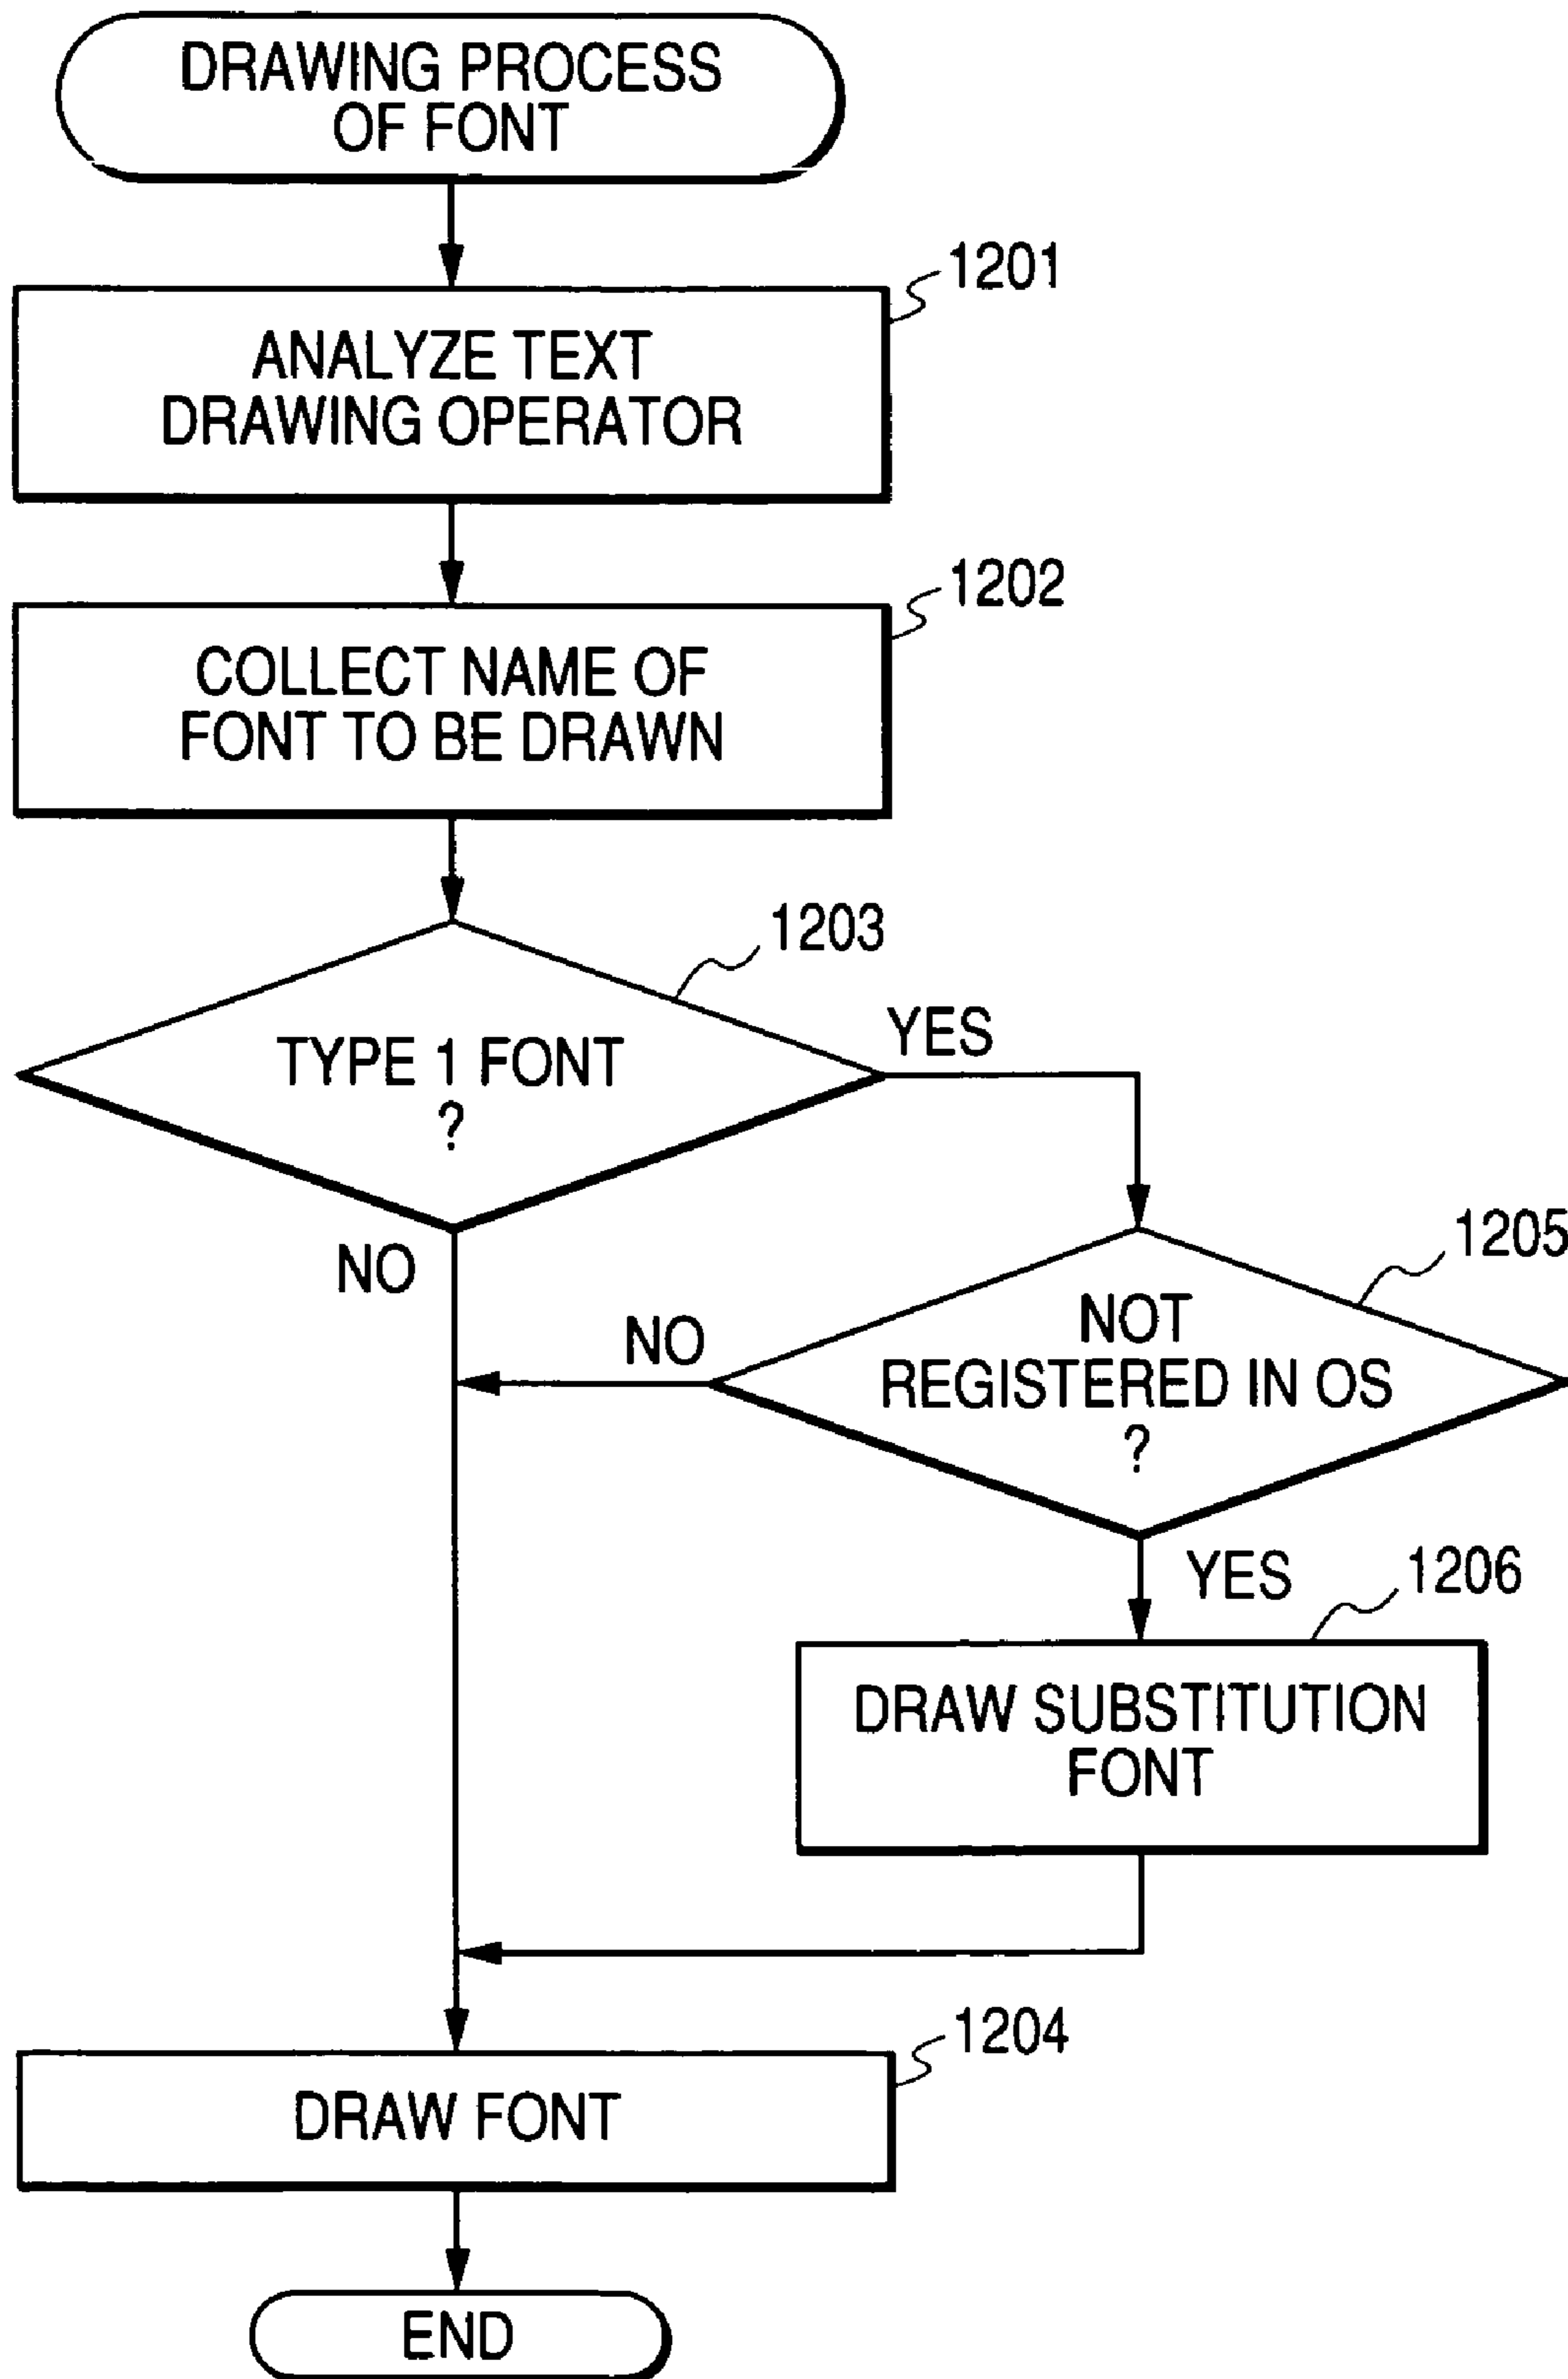 DRAWING PROCESS
OF FONT
1201
ANALYZE TEXT
DRAWING OPERATOR
1202
COLLECT NAME OF
FONT TO BE DRAWN
1203
TYPE 1 FONT
?
YES
NO
1205
NOT
REGISTERED IN OS
?
NO
YES
1206
DRAW SUBSTITUTION
FONT
1204
DRAW FONT
END